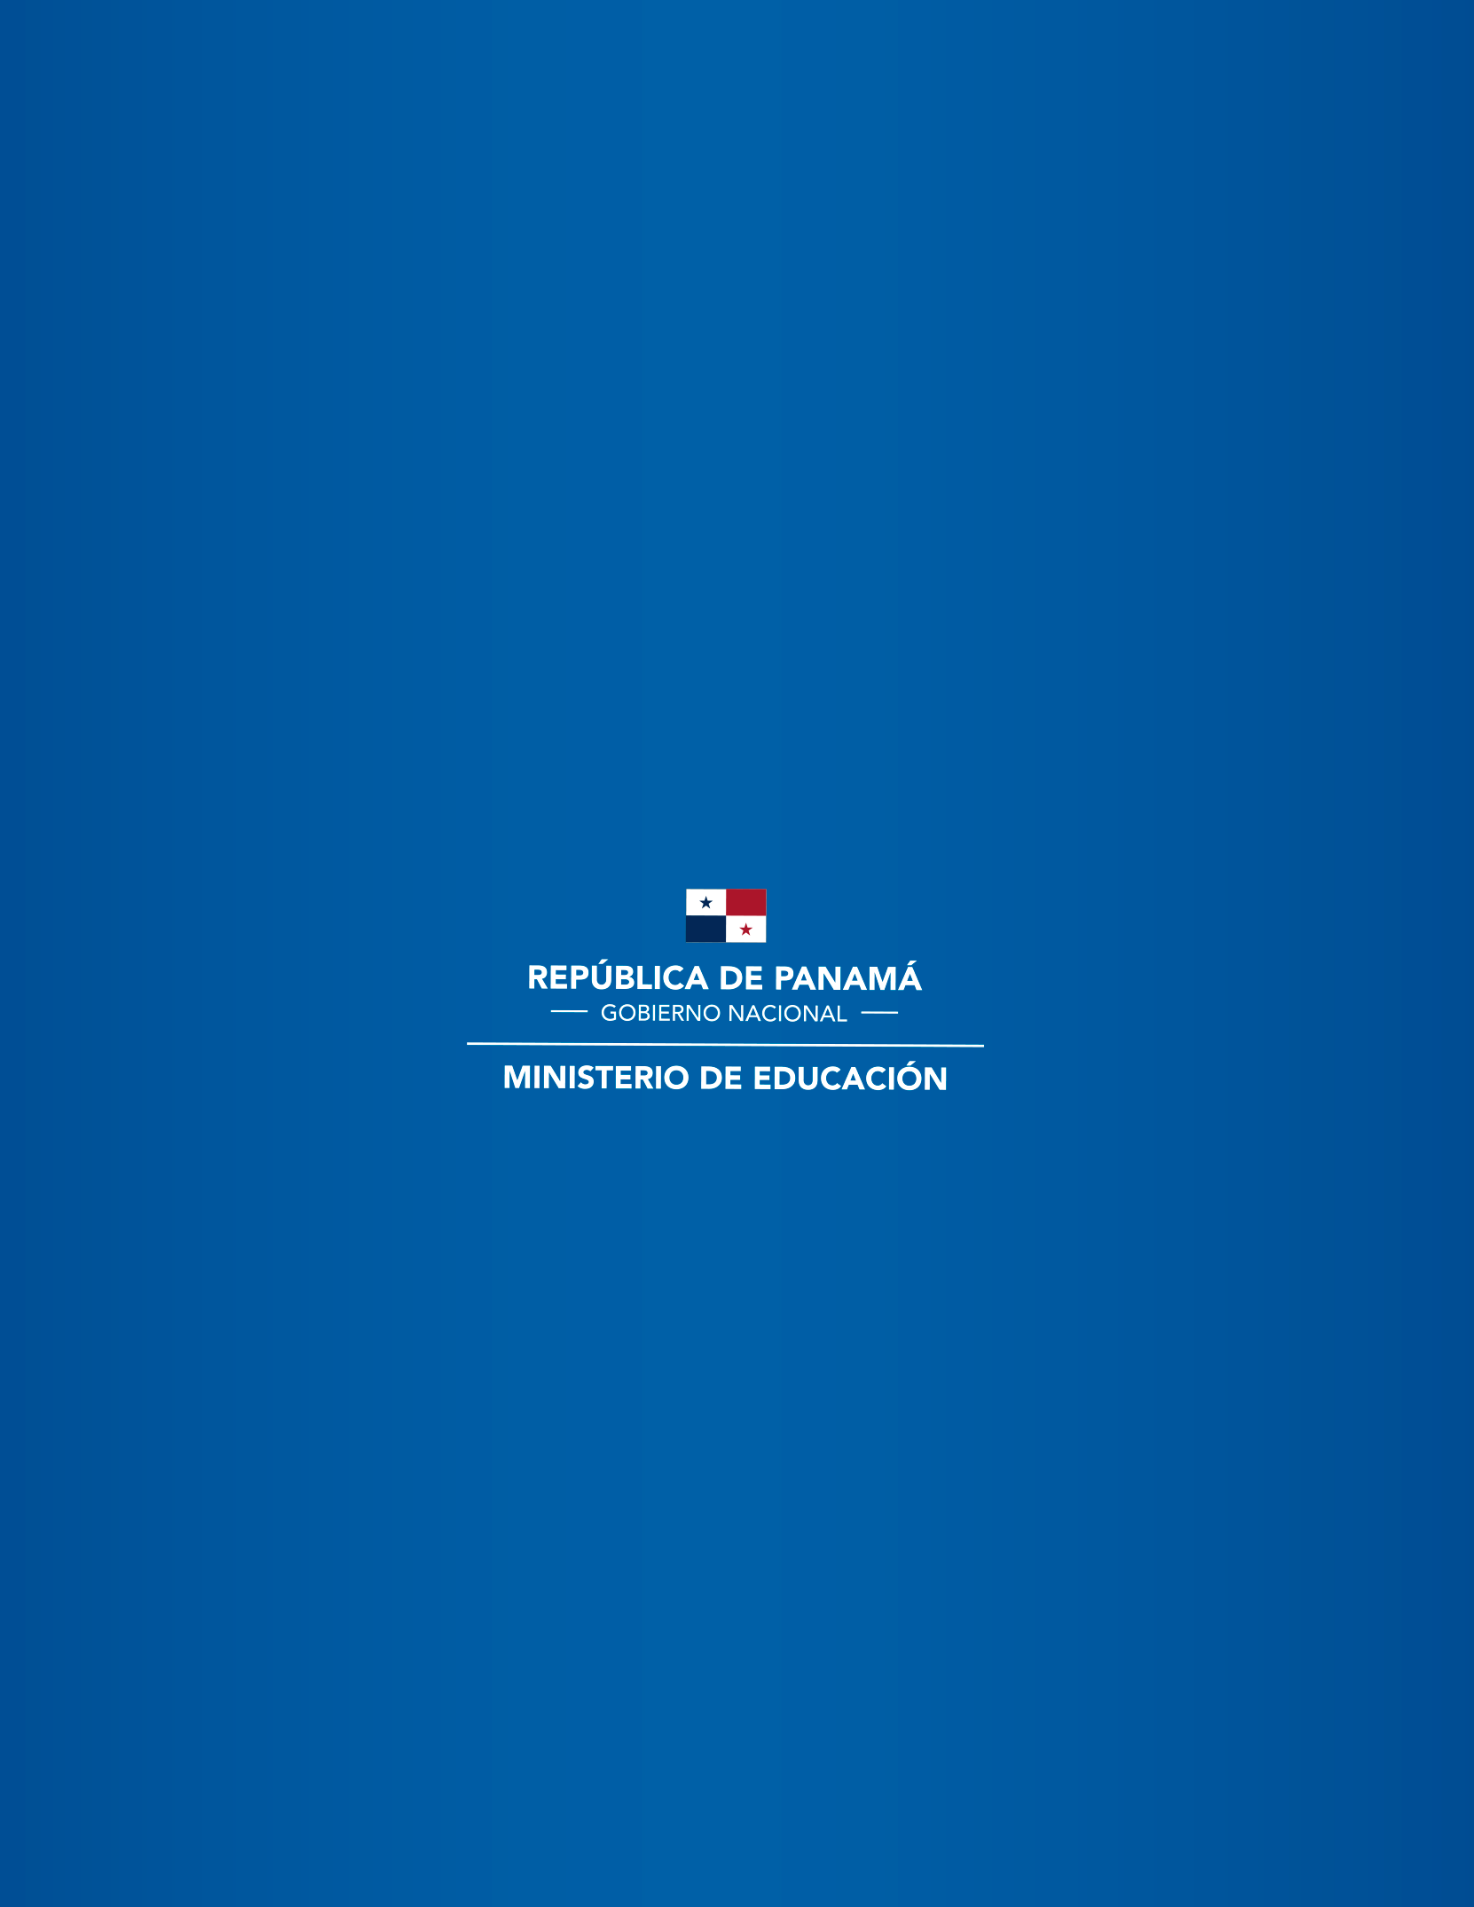 REPÚBLICA DE PANAMÁ
GOBIERNO NACIONAL
MINISTERIO DE EDUCACIÓN